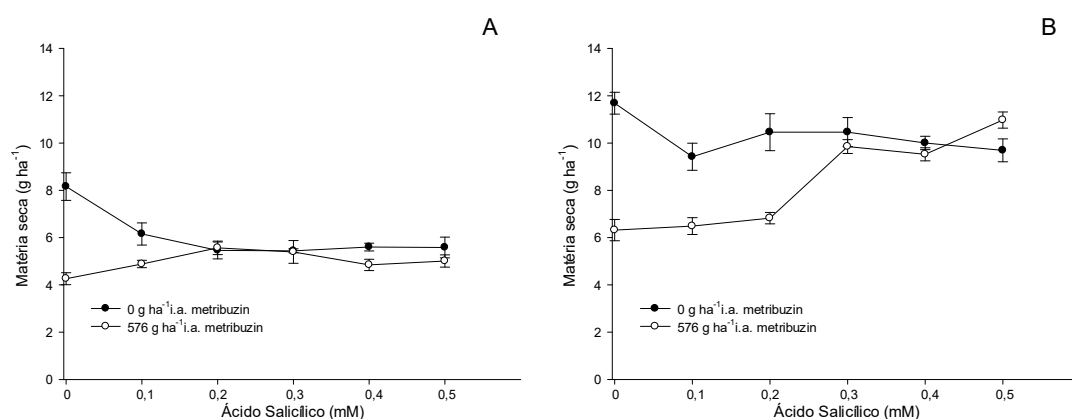 A
Matéria seca (g ha⁻¹)
14
12
10
8
6
4
2
0
0 g ha⁻¹i.a. metribuzin
576 g ha⁻¹i.a. metribuzin
0 0,1 0,2 0,3 0,4 0,5
Ácido Salicílico (mM)
B
Matéria seca (g ha⁻¹)
14
12
10
8
6
4
2
0
0 g ha⁻¹i.a. metribuzin
576 g ha⁻¹i.a. metribuzin
0 0,1 0,2 0,3 0,4 0,5
Ácido Salicílico (mM)